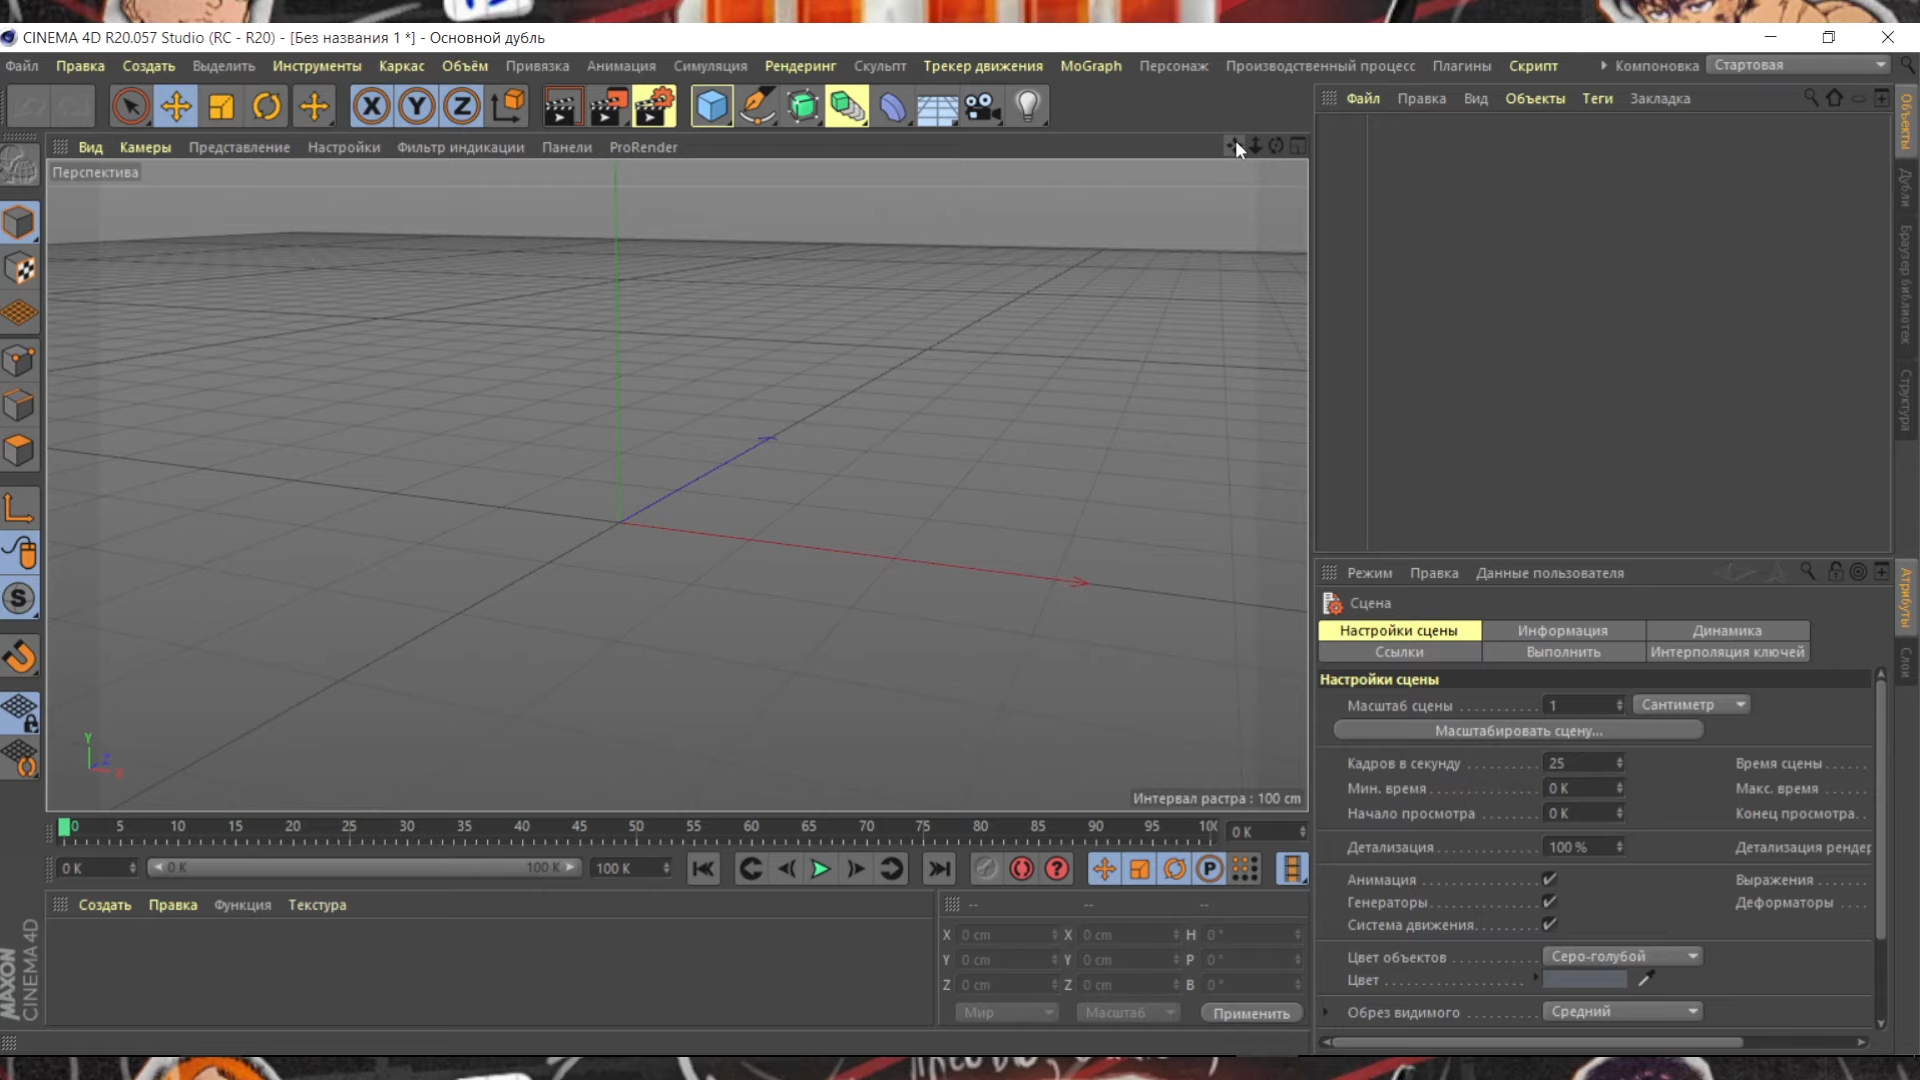 CINEMA 4D R20.057 Studio (RC - R20) - [Без названия 1 *] - Основной дубль
Файл Правка Создать Выделить Инструменты Каркас Объём Привязка Анимация Симуляция Рендеринг Скульпт Трекер движения MoGraph Персонаж Производственный процесс Плагины Скрипт Компоновка Стартовая
X Y Z
Файл Правка Вид Объекты Теги Закладка
Вид Камеры Представление Настройки Фильтр индикации Панели ProRender
Перспектива
Объекты
Дубли
Браузер библиотек
Структура
S
Y
Z
X
Интервал растра : 100 cm
Режим Правка Данные пользователя
Сцена
Настройки сцены Информация Динамика
Ссылки Выполнить Интерполяция ключей
Настройки сцены
Масштаб сцены 1 Сантиметр
Масштабировать сцену...
Кадров в секунду 25 Время сцены
Мин. время 0 K Макс. время
Начало просмотра 0 K Конец просмотра
Детализация 100 % Детализация рендер
Анимация Выражения
Генераторы Деформаторы
Система движения
Цвет объектов Серо-голубой
Цвет
Обрез видимого Средний
Атрибуты
Слои
0 5 10 15 20 25 30 35 40 45 50 55 60 65 70 75 80 85 90 95 100 0 K
0 K 0 K 100 K 100 K ? P
Создать Правка Функция Текстура
-- -- --
X 0 cm X 0 cm H 0 °
Y 0 cm Y 0 cm P 0 °
Z 0 cm Z 0 cm B 0 °
Мир Масштаб Применить
MAXON
CINEMA 4D